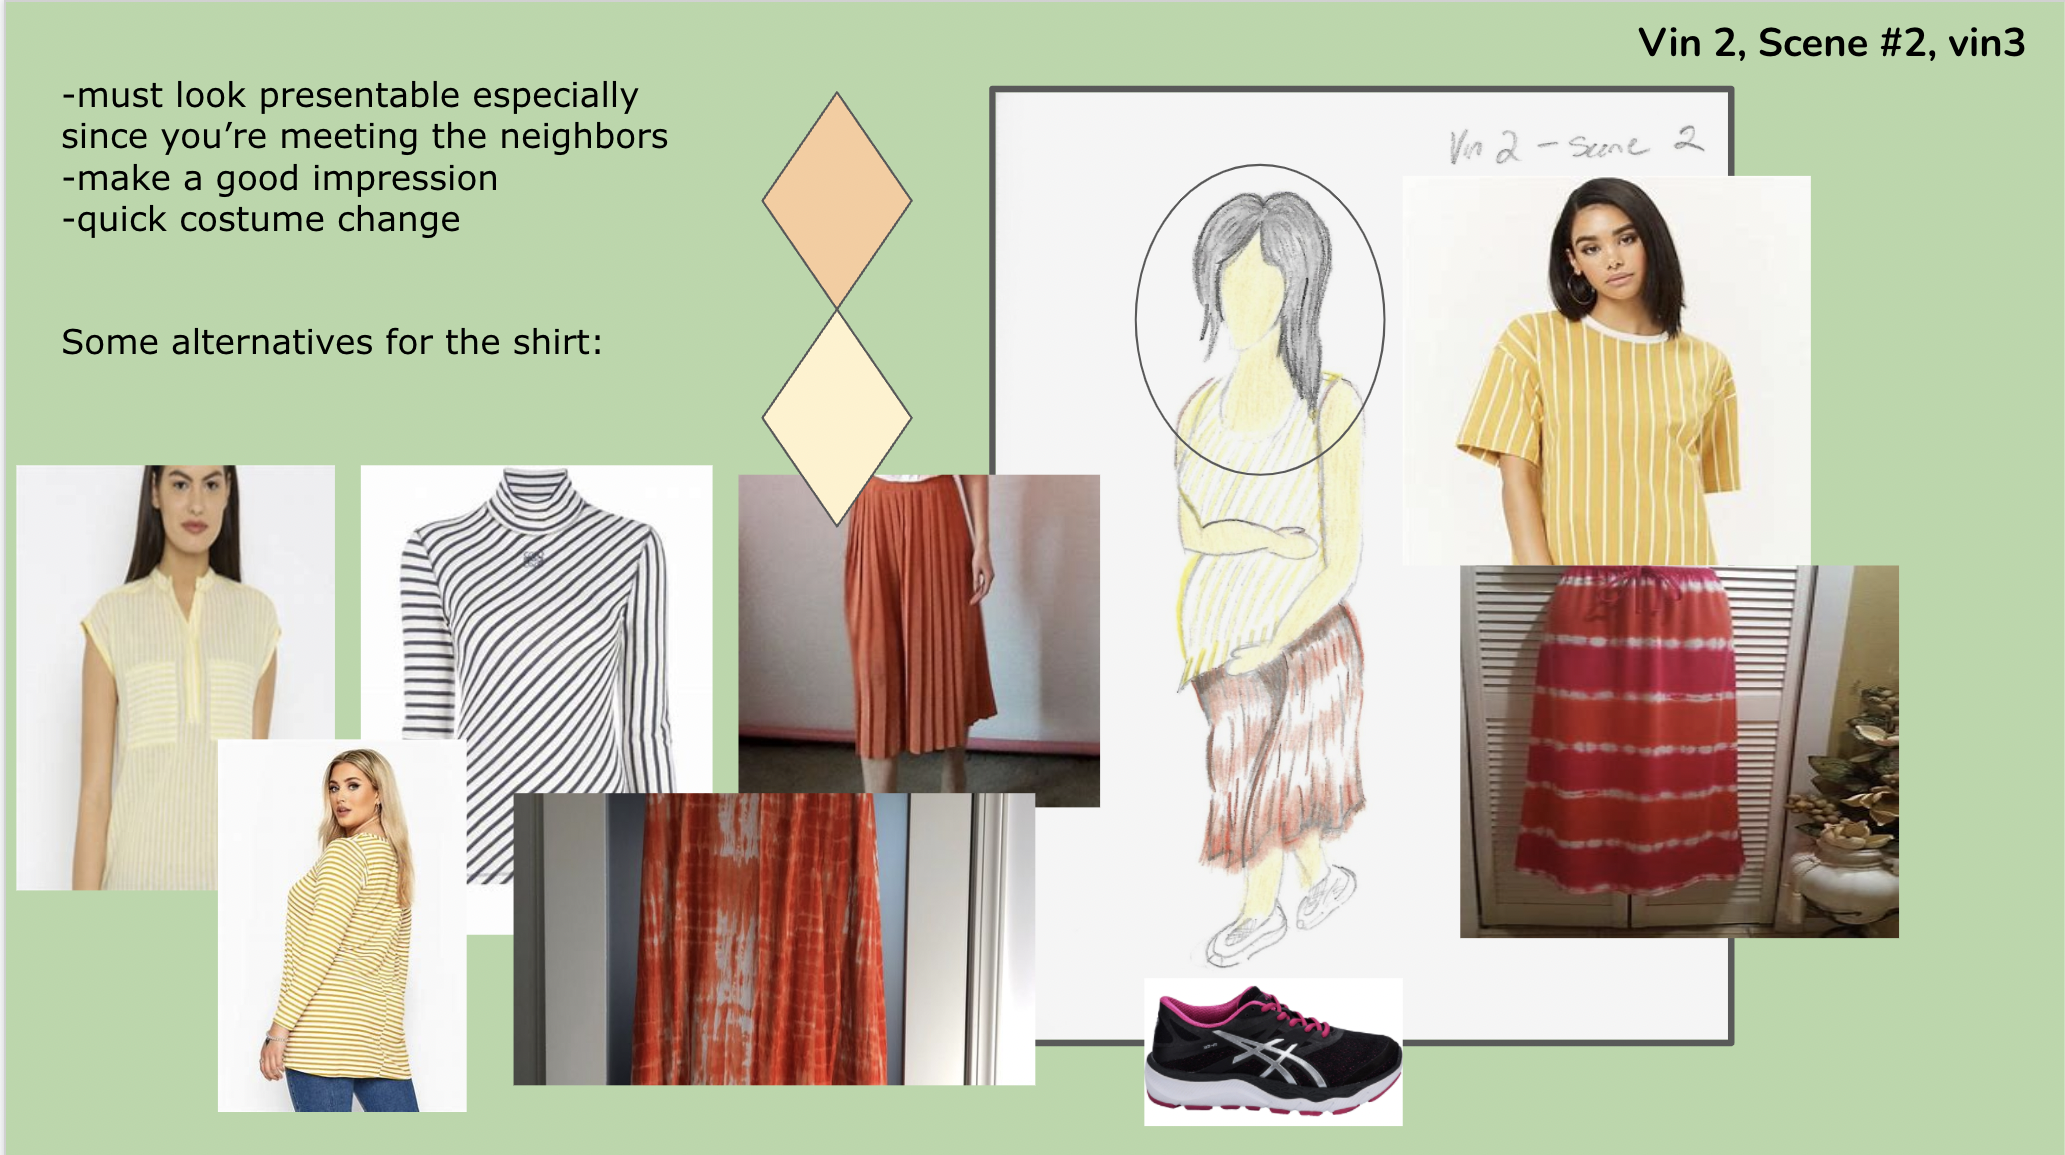 Vin 2, Scene #2, vin3
-must look presentable especially
since you’re meeting the neighbors
-make a good impression
-quick costume change
Some alternatives for the shirt:
Vin 2 - Scene 2